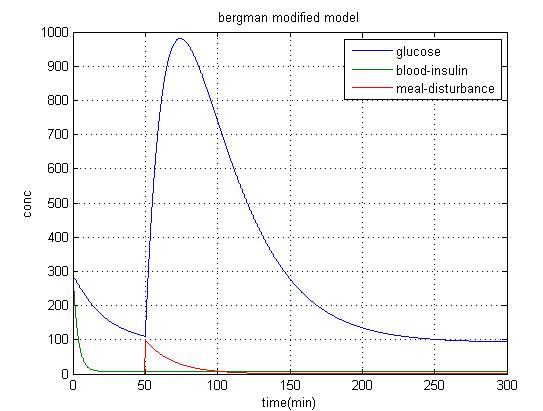 bergman modified model
1000
900
800
700
600
500
400
300
200
100
0
conc
glucose
blood-insulin
meal-disturbance
0 50 100 150 200 250 300
time(min)